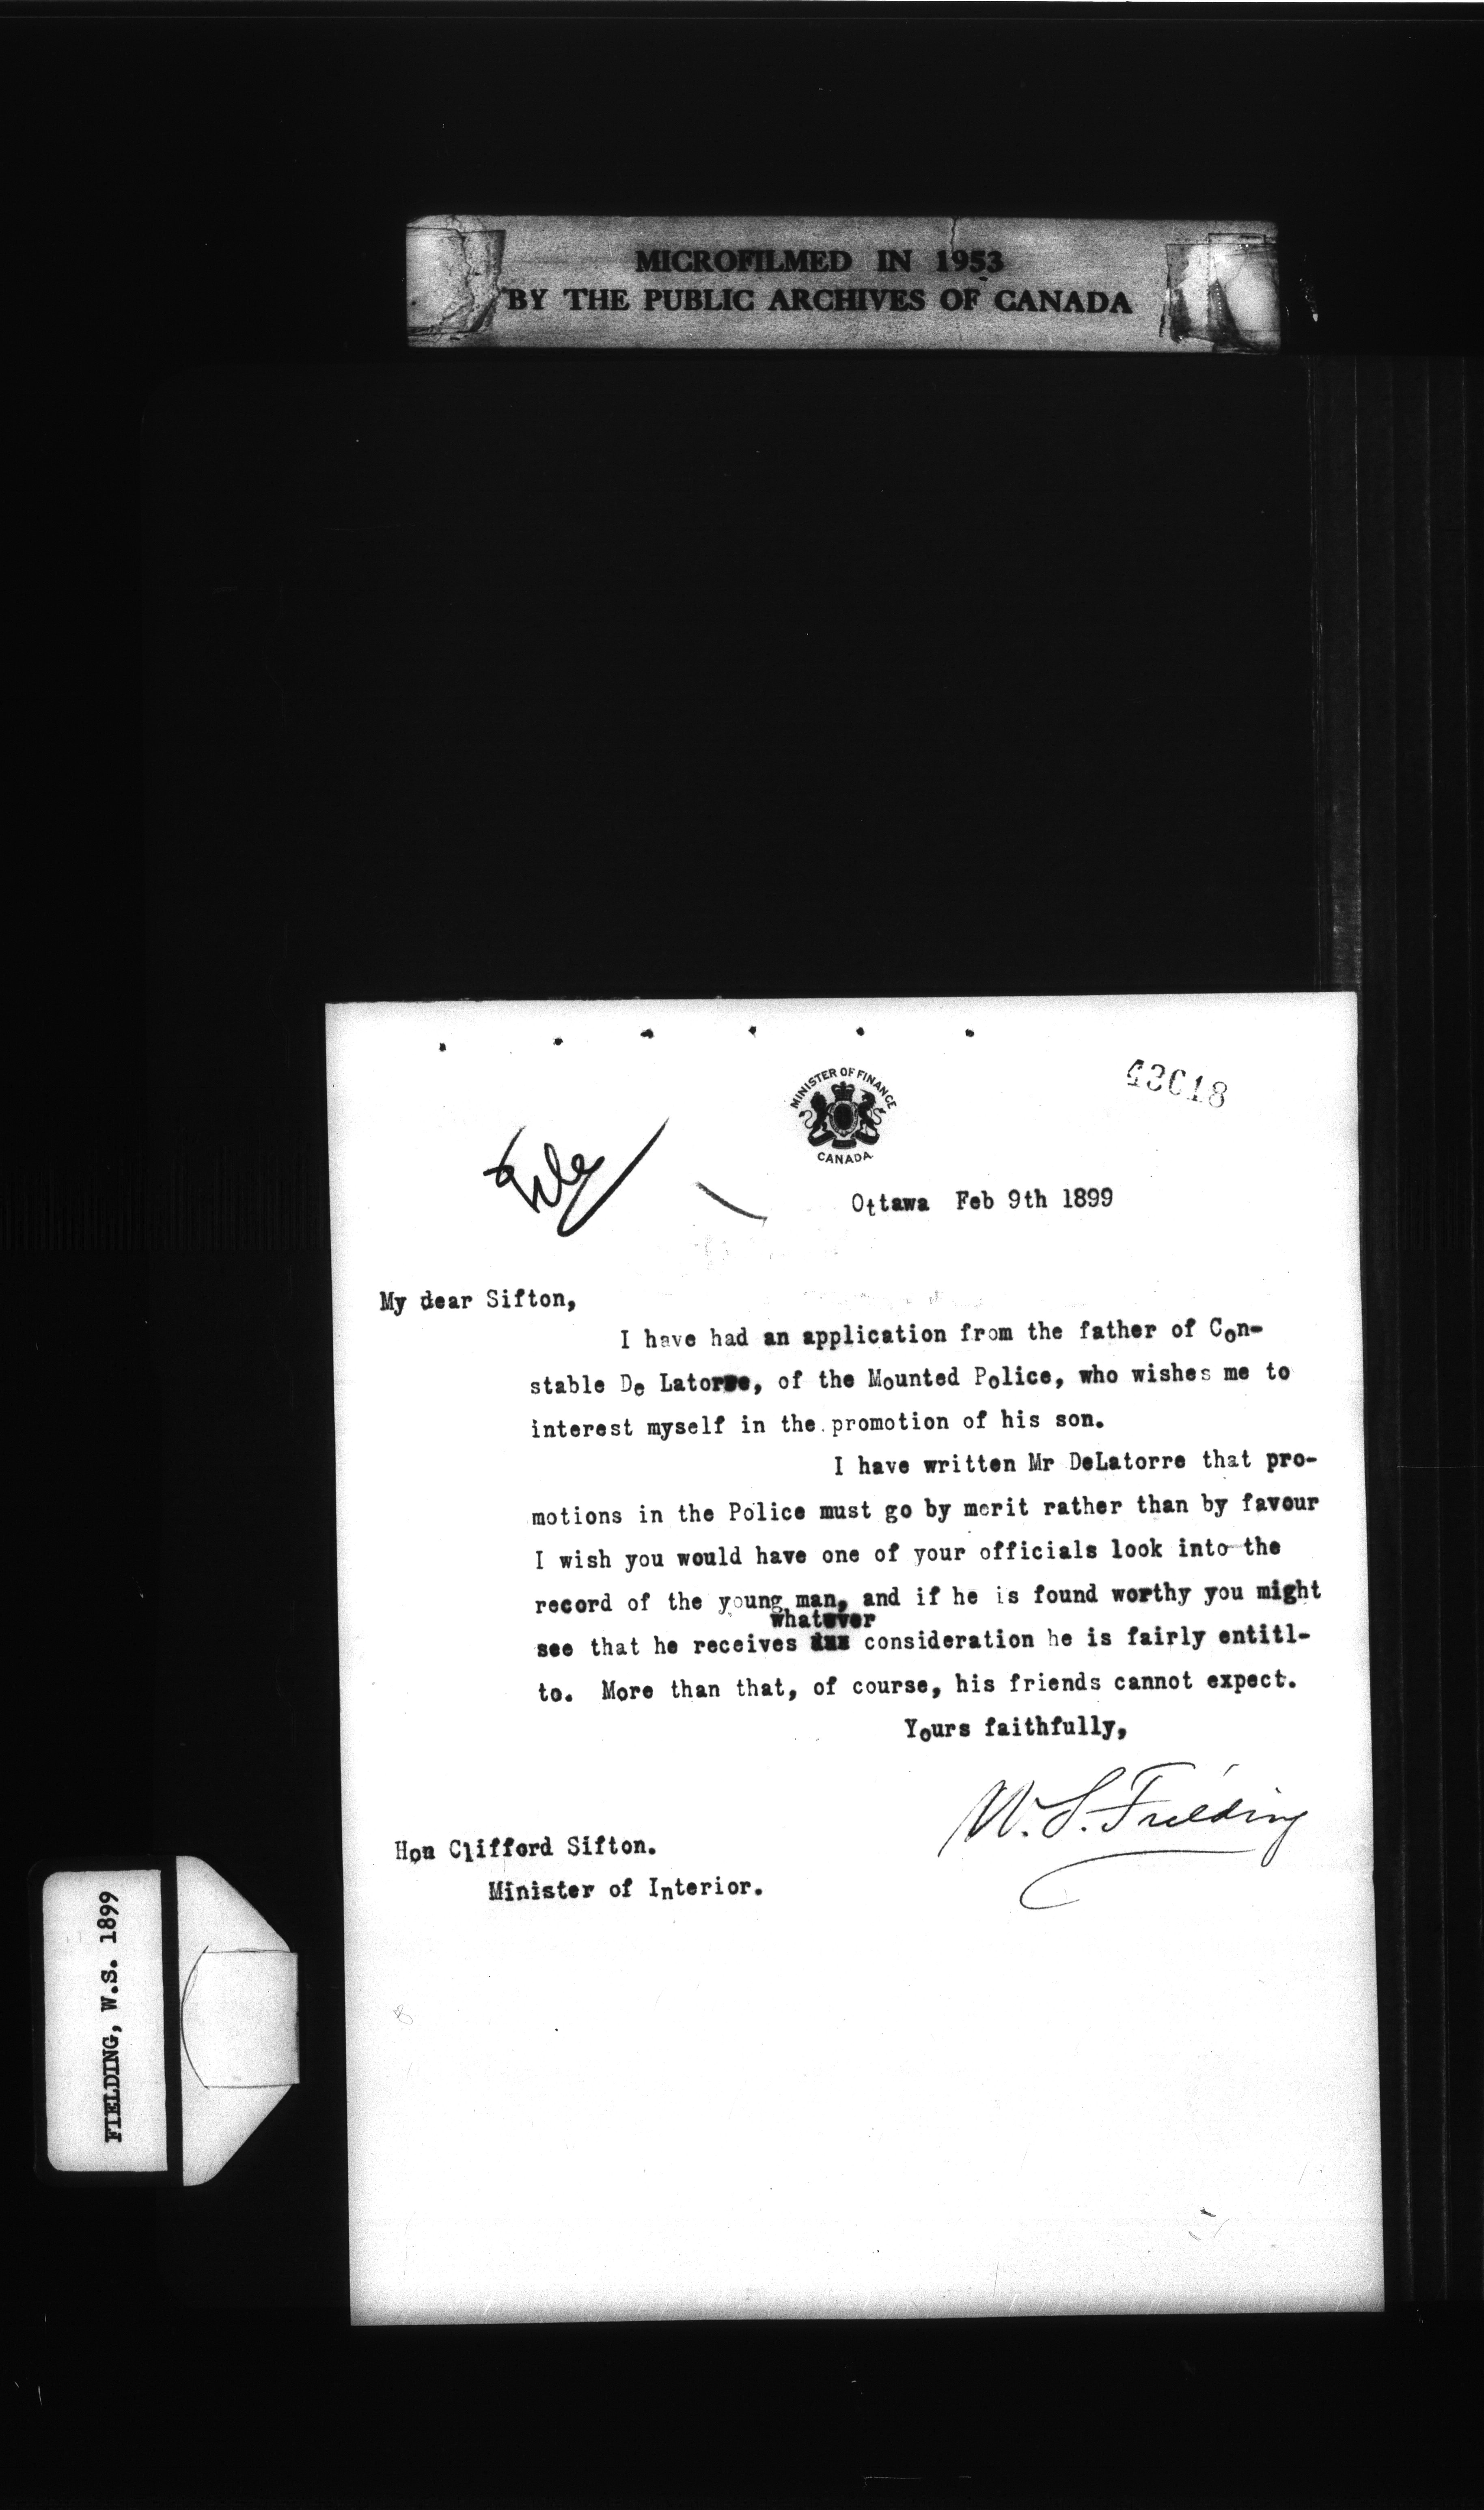 MICROFILMED IN 1953
BY THE PUBLIC ARCHIVES OF CANADA
43018
MINISTER OF FINANCE
CANADA
File
Ottawa Feb 9th 1899
My dear Sifton,
I have had an application from the father of Con-
stable De Latorre, of the Mounted Police, who wishes me to
interest myself in the promotion of his son.
I have written Mr DeLatorre that pro-
motions in the Police must go by merit rather than by favour
I wish you would have one of your officials look into the
record of the young man, and if he is found worthy you might
whatever
see that he receives consideration he is fairly entitl-
to. More than that, of course, his friends cannot expect.
Yours faithfully,
W. S. Fielding
Hon Clifford Sifton.
Minister of Interior.
FIELDING, W.S. 1899